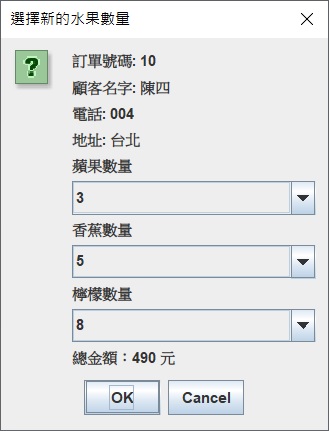 選擇新的水果數量
訂單號碼: 10
顧客名字: 陳四
電話: 004
地址: 台北
蘋果數量
3
香蕉數量
5
檸檬數量
8
總金額：490 元
OK Cancel